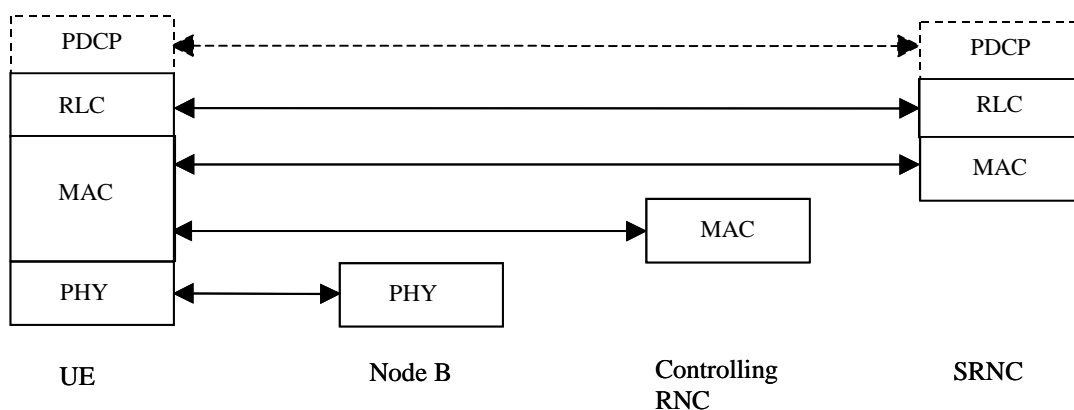 PDCP
PDCP
RLC
RLC
MAC
MAC
MAC
PHY
PHY
UE
Node B
Controlling
RNC
SRNC